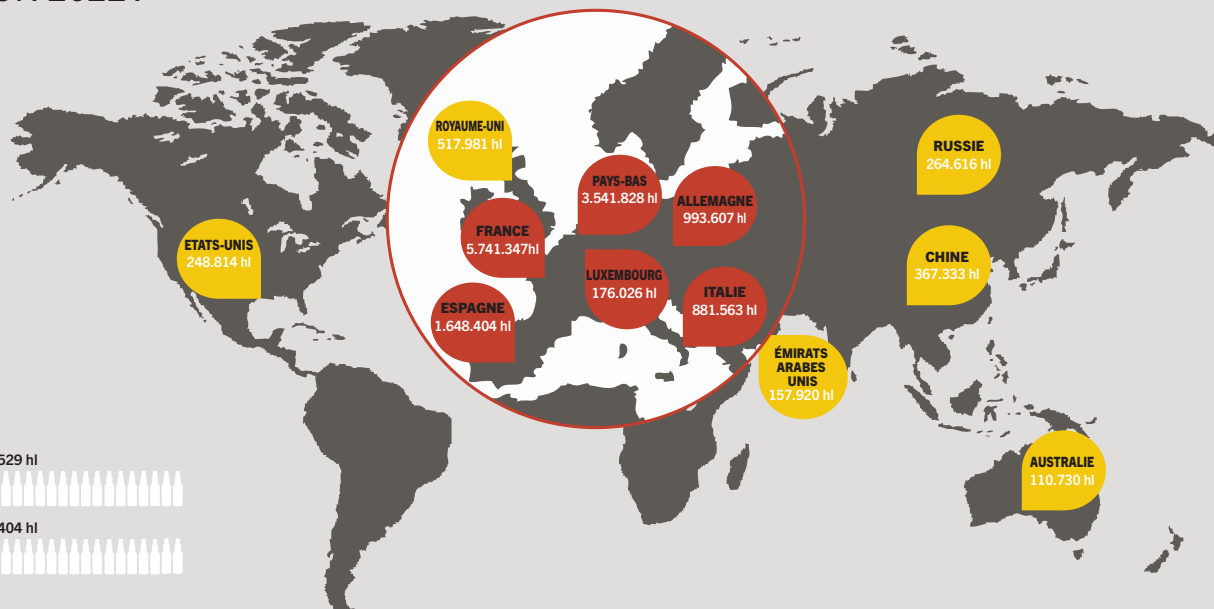 ROYAUME-UNI
517.981 hl
RUSSIE
264.616 hl
PAYS-BAS
3.541.828 hl
ALLEMAGNE
993.607 hl
FRANCE
5.741.347hl
ETATS-UNIS
248.814 hl
CHINE
367.333 hl
LUXEMBOURG
176.026 hl
ITALIE
881.563 hl
ESPAGNE
1.648.404 hl
ÉMIRATS
ARABES
UNIS
157.920 hl
529 hl
AUSTRALIE
110.730 hl
404 hl